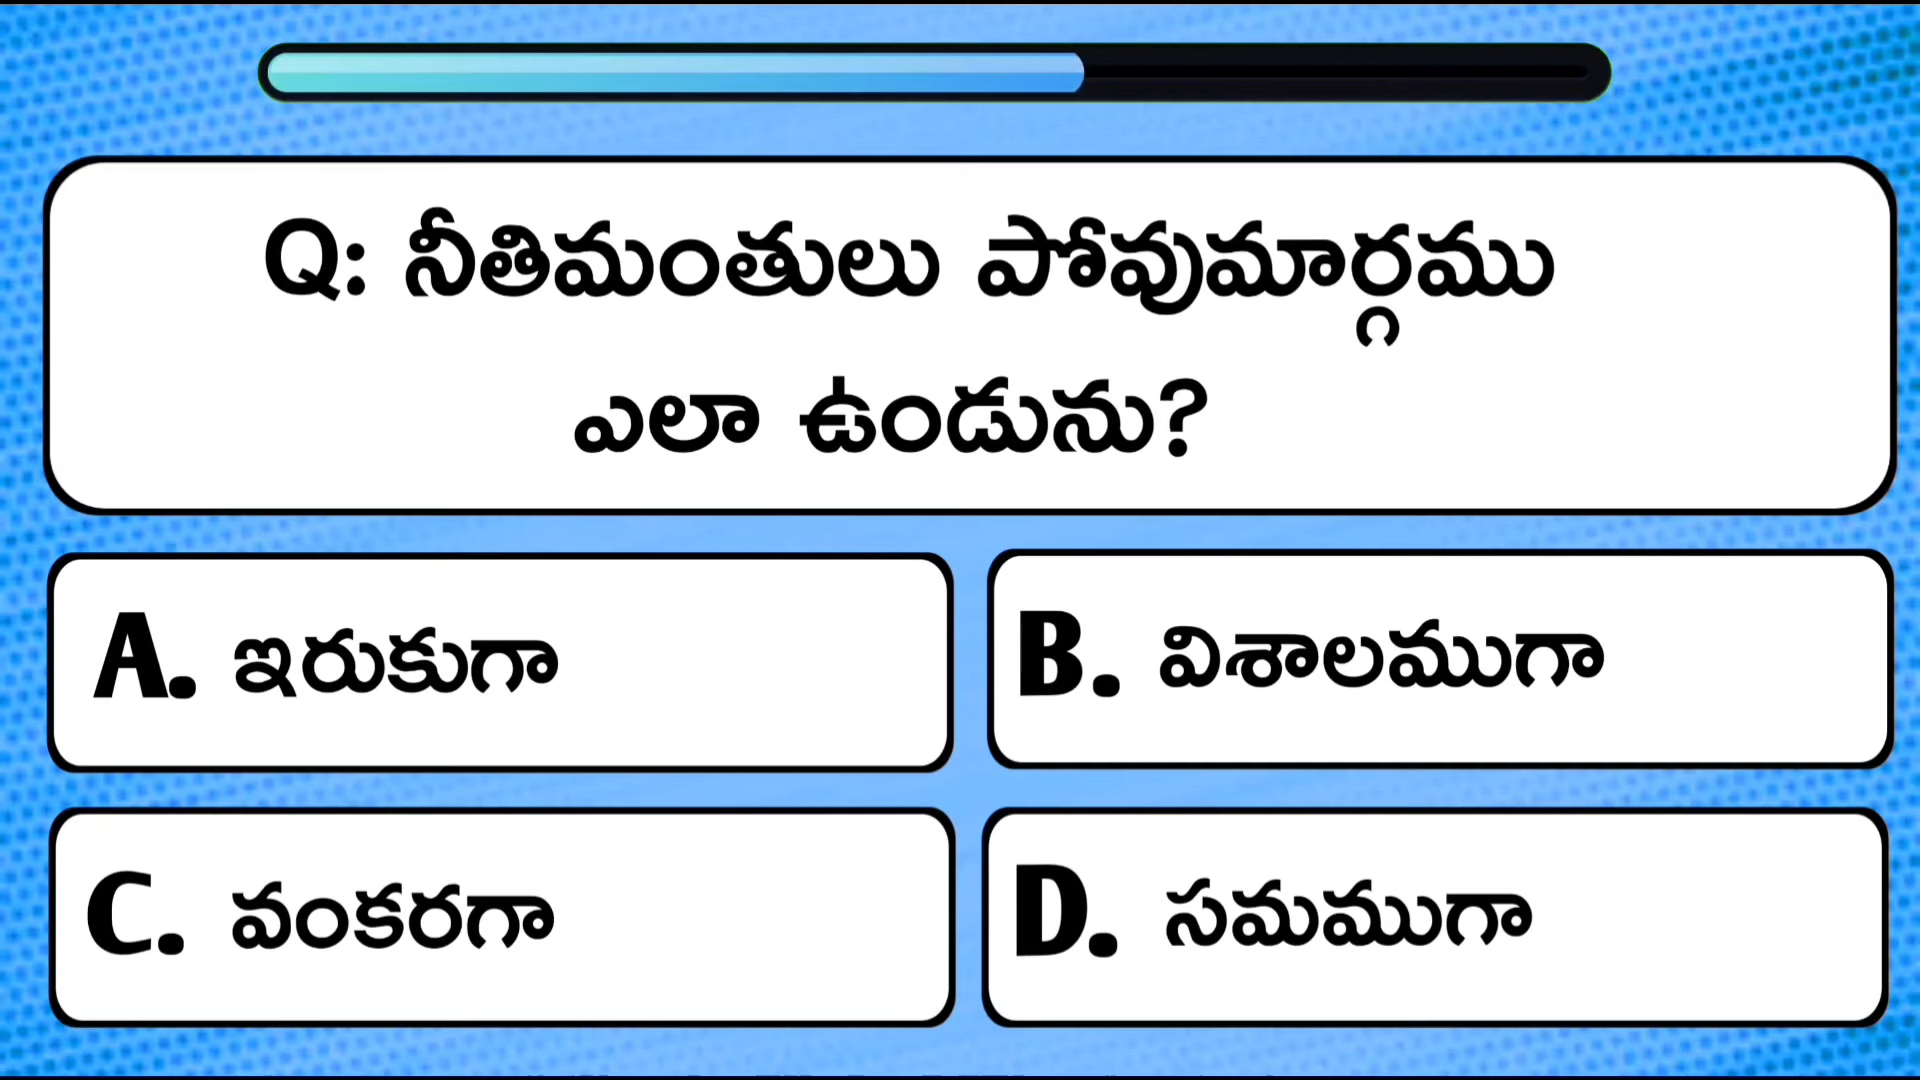 Q: నీతిమంతులు పోవుమార్గము
ఎలా ఉండును?
A. ఇరుకుగా
B. విశాలముగా
C. వంకరగా
D. సమముగా